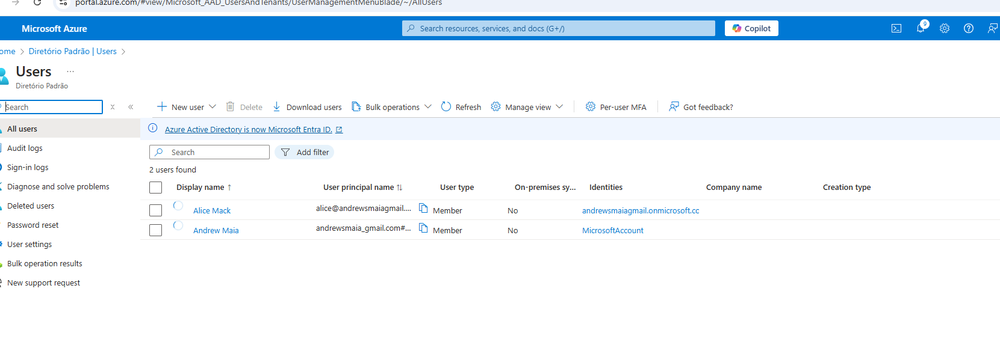 portal.azure.com/#view/Microsoft_AAD_UsersAndTenants/UserManagementMenuBlade/~/AllUsers
Microsoft Azure
Search resources, services, and docs (G+/)
Copilot
9
ome > Diretório Padrão | Users >
Users ...
Diretório Padrão
Search
New user
Delete
Download users
Bulk operations
Refresh
Manage view
Per-user MFA
Got feedback?
All users
Audit logs
Sign-in logs
Diagnose and solve problems
Deleted users
Password reset
User settings
Bulk operation results
New support request
Azure Active Directory is now Microsoft Entra ID.
Search
Add filter
2 users found
Display name ↑ User principal name ↑↓ User type On-premises sy... Identities Company name Creation type
Alice Mack alice@andrewsmaiagmail.... Member No andrewsmaiagmail.onmicrosoft.cc
Andrew Maia andrewsmaia_gmail.com#... Member No MicrosoftAccount